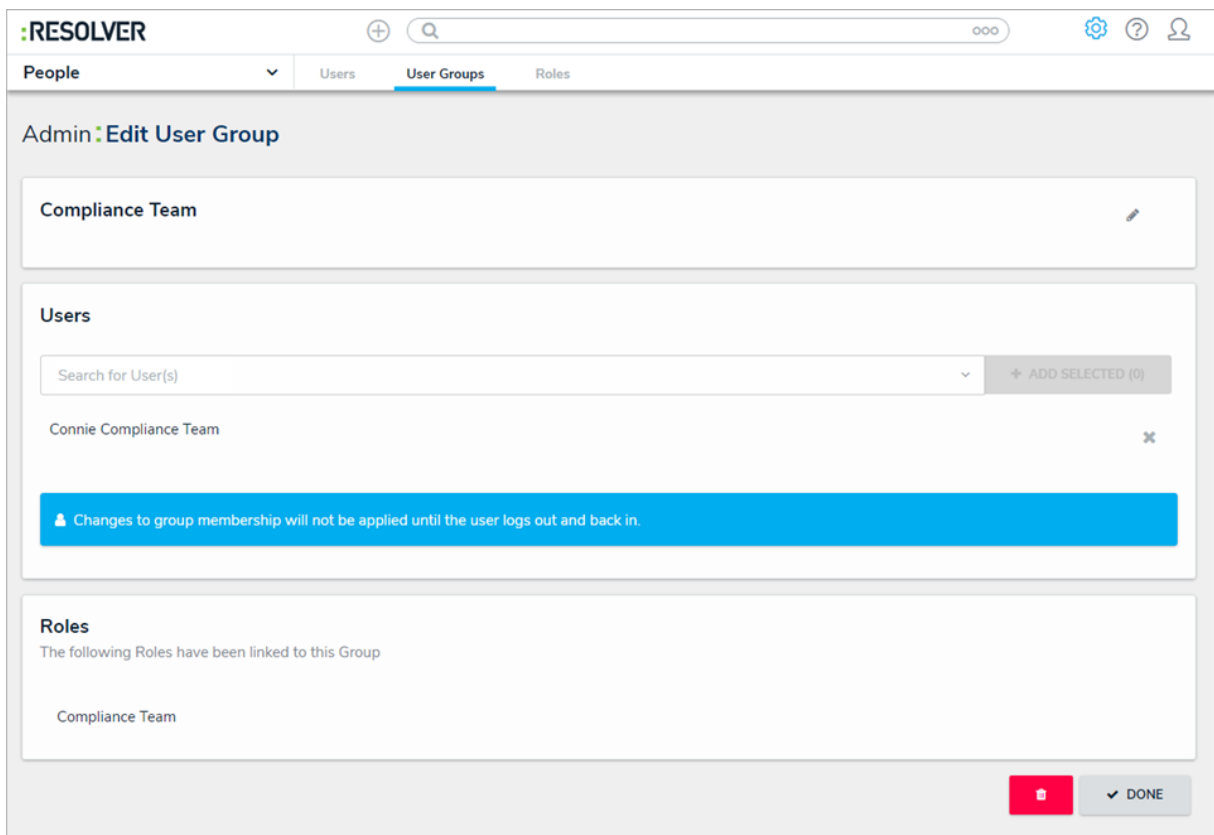 :RESOLVER
People
Users
User Groups
Roles
Admin:Edit User Group
Compliance Team
Users
Search for User(s)
+ ADD SELECTED (0)
Connie Compliance Team
Changes to group membership will not be applied until the user logs out and back in.
Roles
The following Roles have been linked to this Group
Compliance Team
DONE